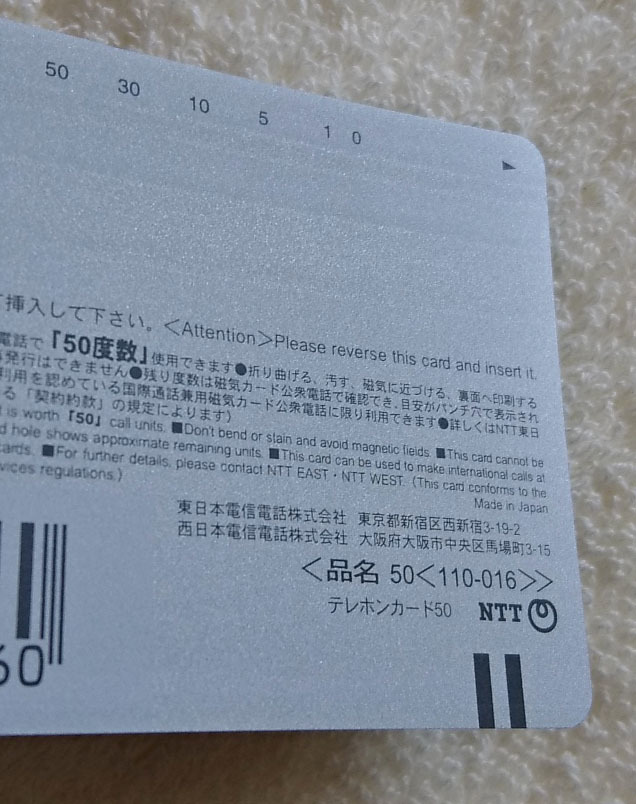 50 30 10 5 1 0
て挿入して下さい。＜Attention＞Please reverse this card and insert it.
電話で「50度数」使用できます●折り曲げる、汚す、磁気に近づける、裏面へ印刷する
発行はできません●残り度数は磁気カード公衆電話で確認でき、目安がパンチ穴で表示され
利用を認めている国際通話兼用磁気カード公衆電話に限り利用できます●詳しくはNTT東日
る「契約約款」の規定によります）
is worth「50」call units. ■Don't bend or stain and avoid magnetic fields. ■This card cannot be
hole shows approximate remaining units. ■This card can be used to make international calls at
cards. ■For further details, please contact NTT EAST・NTT WEST. (This card conforms to the
vices regulations.)
Made in Japan
東日本電信電話株式会社 東京都新宿区西新宿3-19-2
西日本電信電話株式会社 大阪府大阪市中央区馬場町3-15
＜品名 50＜110-016＞＞
テレホンカード50 NTT
60